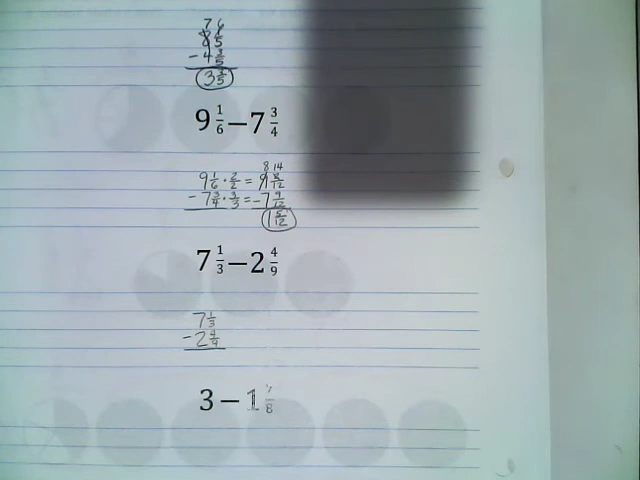 7 6
8 1/5
- 4 3/5
3 3/5
9 1/6 − 7 3/4
8 14
9 1/6 · 2/2 = 9 2/12
- 7 3/4 · 3/3 = - 7 9/12
1 5/12
7 1/3 − 2 4/9
7 1/3
- 2 4/9
3 − 1 7/8